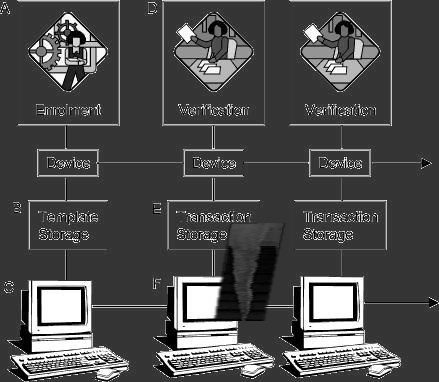 A
D
Enrolment
Verification
Verification
Device
Device
Device
B
Template
Storage
E
Transaction
Storage
Transaction
Storage
C
F